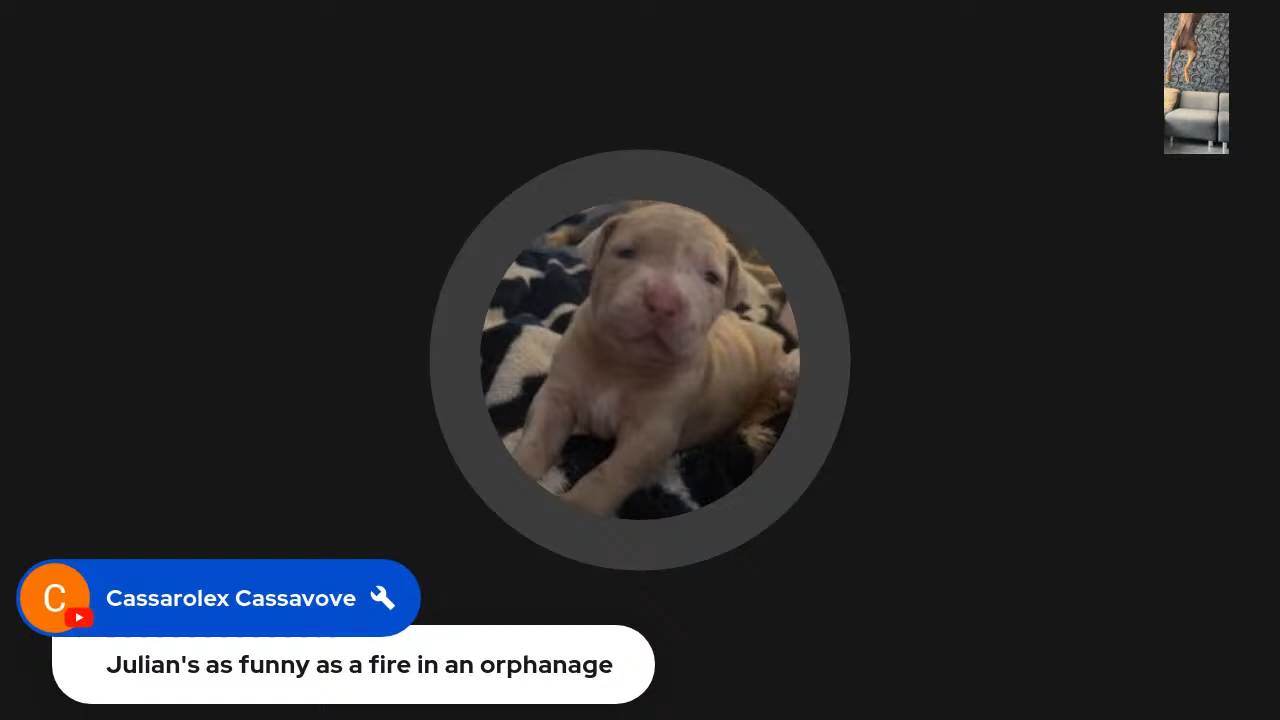 C
Cassarolex Cassavove
Julian's as funny as a fire in an orphanage